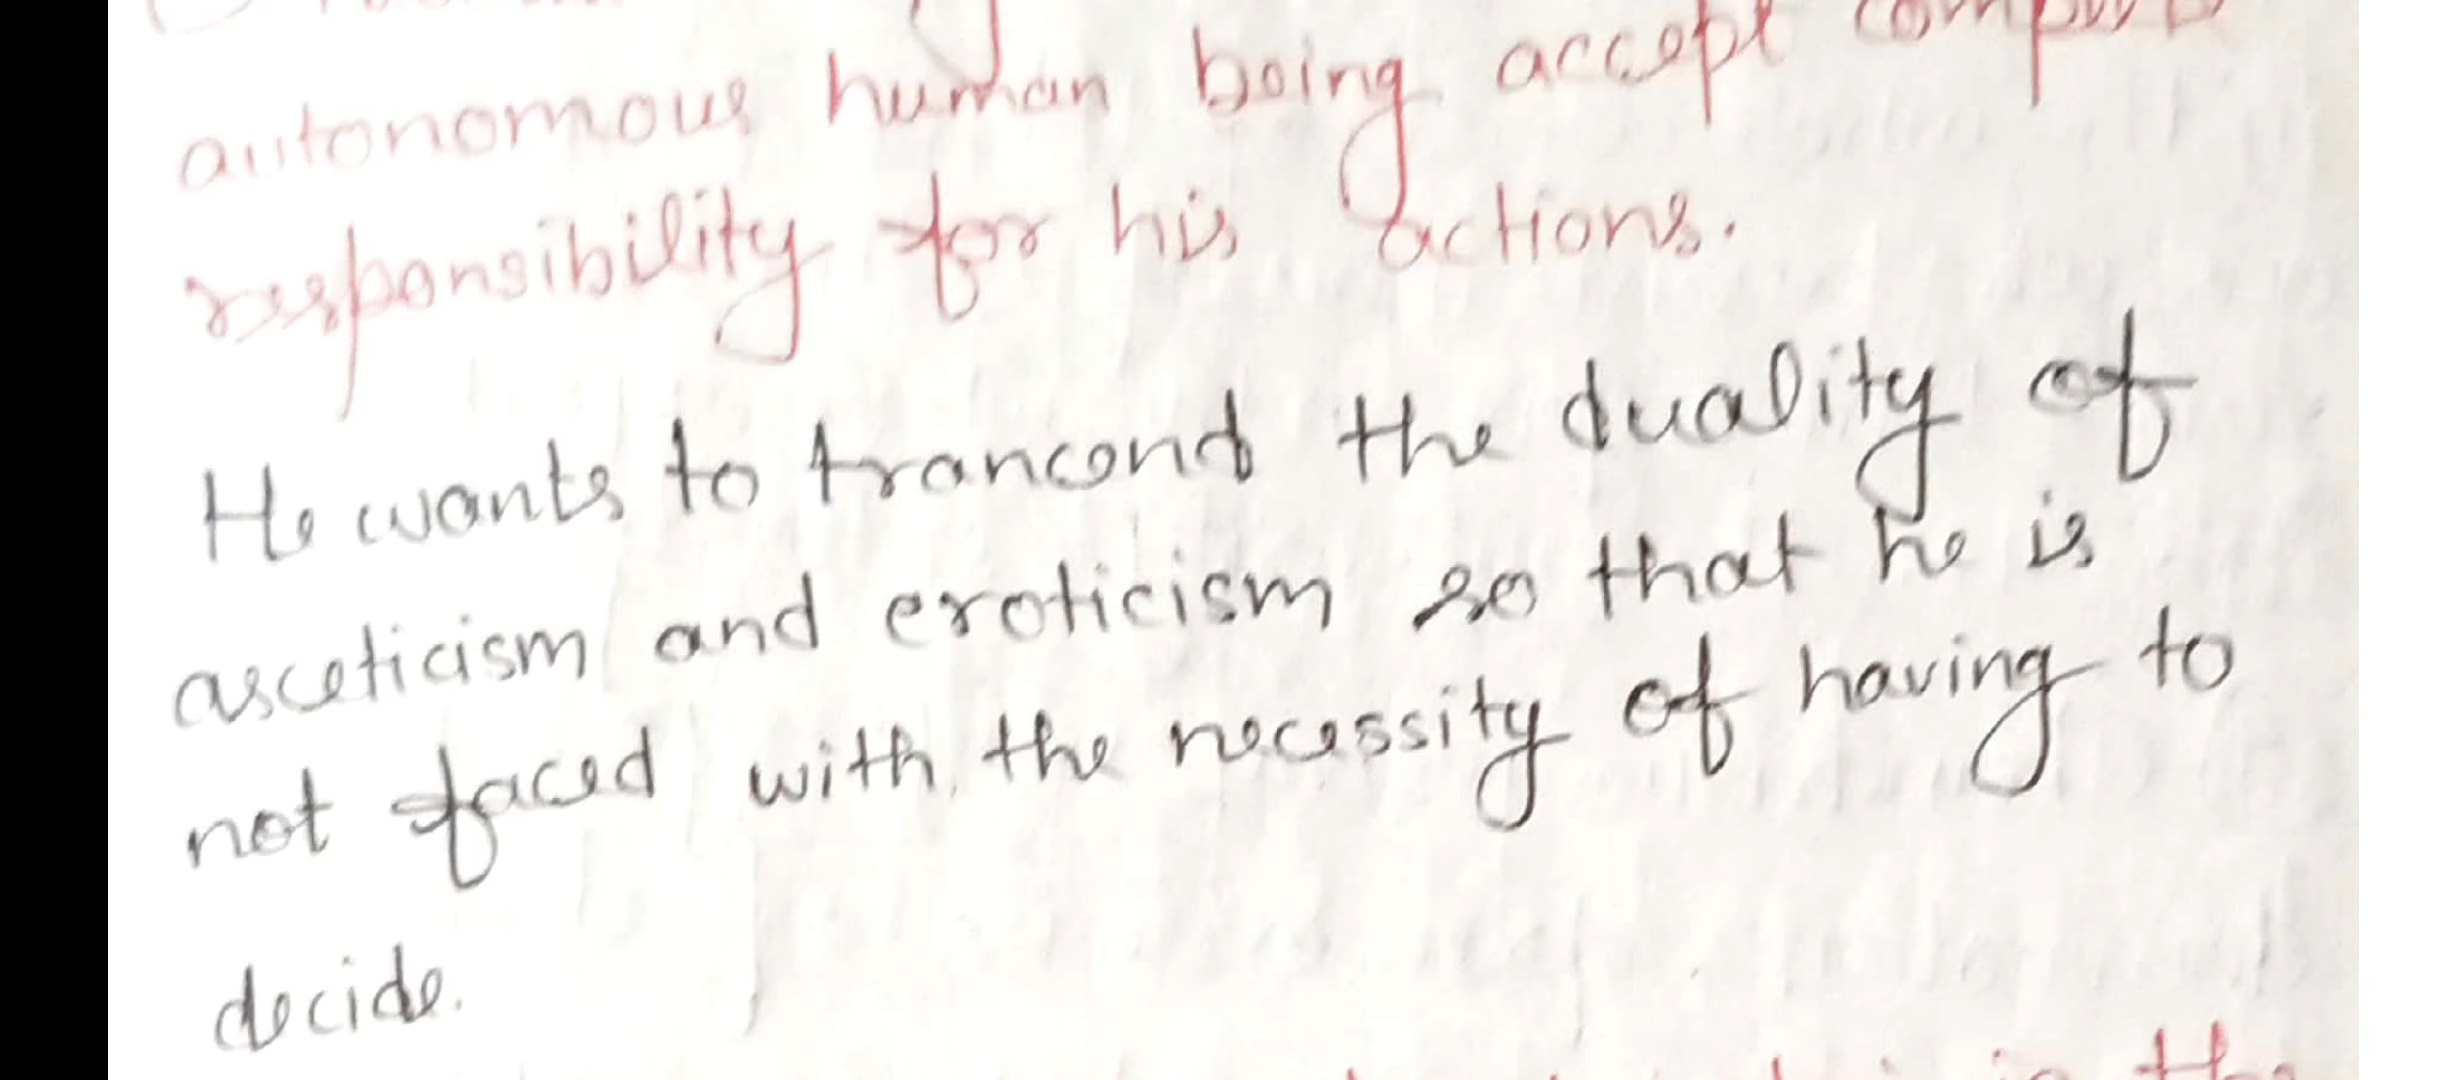 autonomous human being accept
responsibility for his actions.
He wants to trancend the duality of
asceticism and eroticism so that he is
not faced with the necessity of having to
decide.